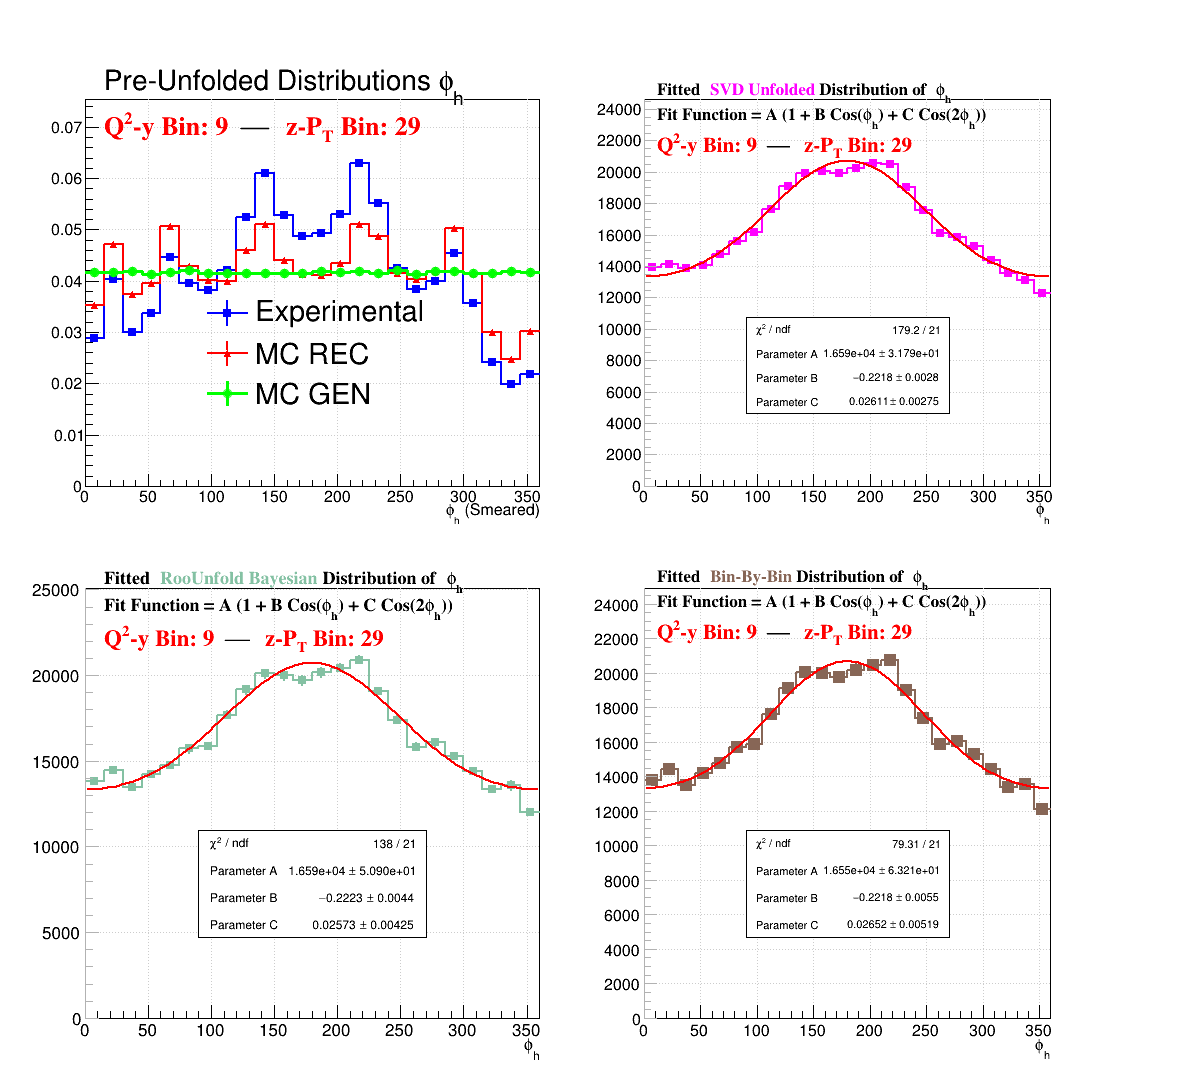 Pre-Unfolded Distributions ϕh
Q²-y Bin: 9 — z-PT Bin: 29
0.07
0.06
0.05
0.04
0.03
0.02
0.01
0
Experimental
MC REC
MC GEN
0 50 100 150 200 250 300 350
ϕh (Smeared)
Fitted SVD Unfolded Distribution of ϕh
Fit Function = A (1 + B Cos(ϕh) + C Cos(2ϕh))
Q²-y Bin: 9 — z-PT Bin: 29
24000
22000
20000
18000
16000
14000
12000
10000
8000
6000
4000
2000
0
χ² / ndf 179.2 / 21
Parameter A 1.659e+04 ± 3.179e+01
Parameter B −0.2218 ± 0.0028
Parameter C 0.02611 ± 0.00275
0 50 100 150 200 250 300 350
ϕh
Fitted RooUnfold Bayesian Distribution of ϕh
Fit Function = A (1 + B Cos(ϕh) + C Cos(2ϕh))
Q²-y Bin: 9 — z-PT Bin: 29
25000
20000
15000
10000
5000
0
χ² / ndf 138 / 21
Parameter A 1.659e+04 ± 5.090e+01
Parameter B −0.2223 ± 0.0044
Parameter C 0.02573 ± 0.00425
0 50 100 150 200 250 300 350
ϕh
Fitted Bin-By-Bin Distribution of ϕh
Fit Function = A (1 + B Cos(ϕh) + C Cos(2ϕh))
Q²-y Bin: 9 — z-PT Bin: 29
24000
22000
20000
18000
16000
14000
12000
10000
8000
6000
4000
2000
0
χ² / ndf 79.31 / 21
Parameter A 1.655e+04 ± 6.321e+01
Parameter B −0.2218 ± 0.0055
Parameter C 0.02652 ± 0.00519
0 50 100 150 200 250 300 350
ϕh